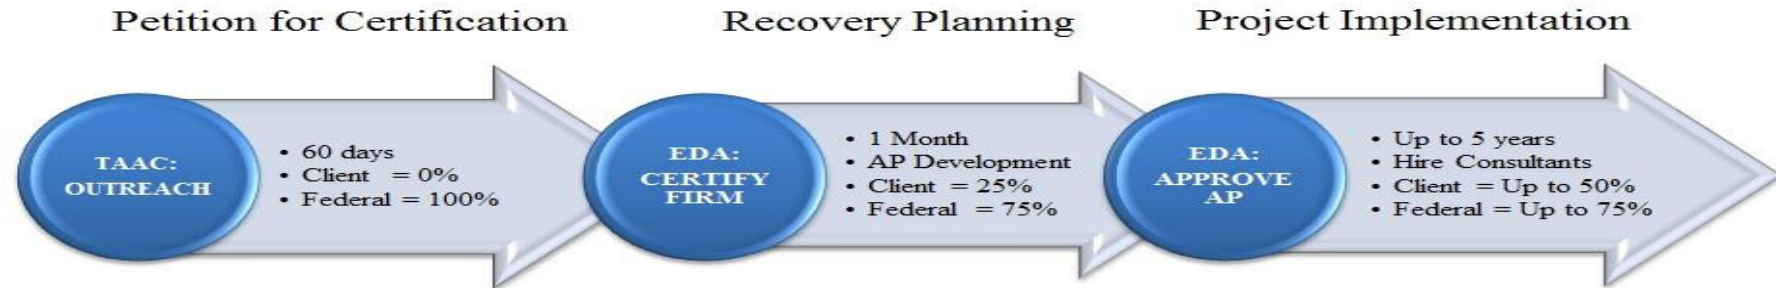 Petition for Certification
Recovery Planning
Project Implementation
TAAC:
OUTREACH
• 60 days
• Client = 0%
• Federal = 100%
EDA:
CERTIFY
FIRM
• 1 Month
• AP Development
• Client = 25%
• Federal = 75%
EDA:
APPROVE
AP
• Up to 5 years
• Hire Consultants
• Client = Up to 50%
• Federal = Up to 75%